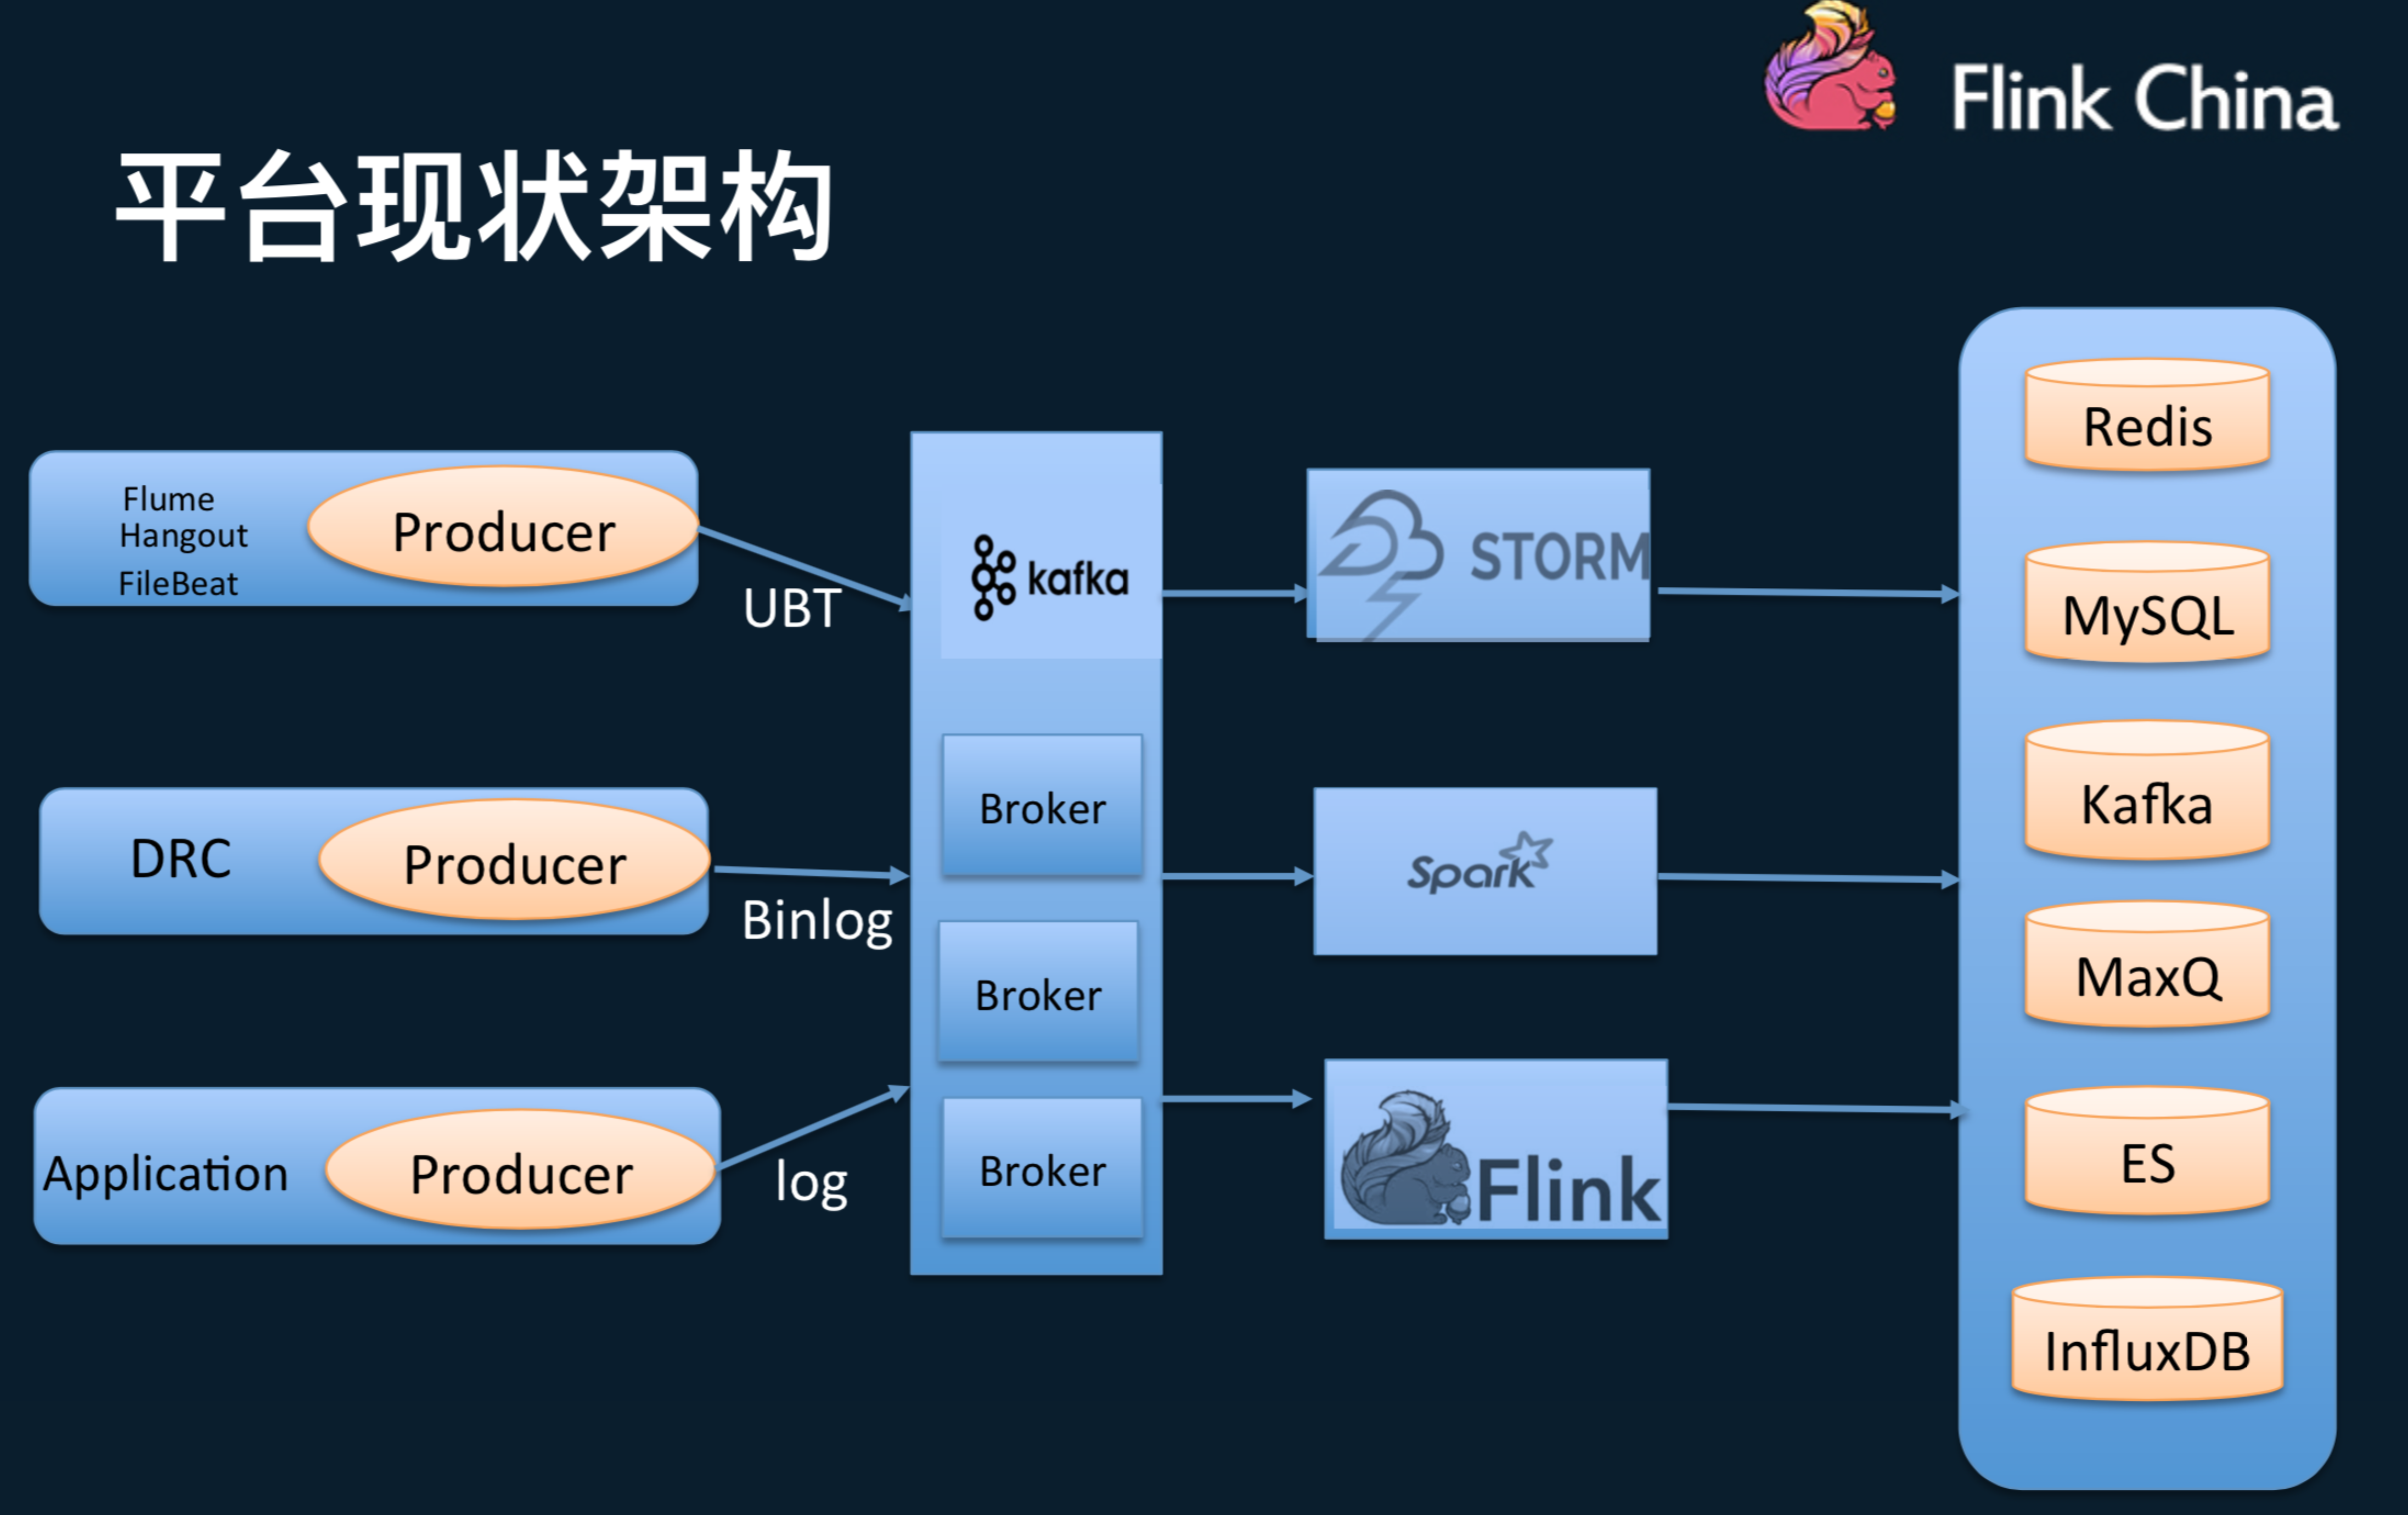 Flink China
平台现状架构
Flume
Hangout
FileBeat
Producer
UBT
DRC
Producer
Binlog
Application
Producer
log
kafka
Broker
Broker
Broker
STORM
Spark
Flink
Redis
MySQL
Kafka
MaxQ
ES
InfluxDB